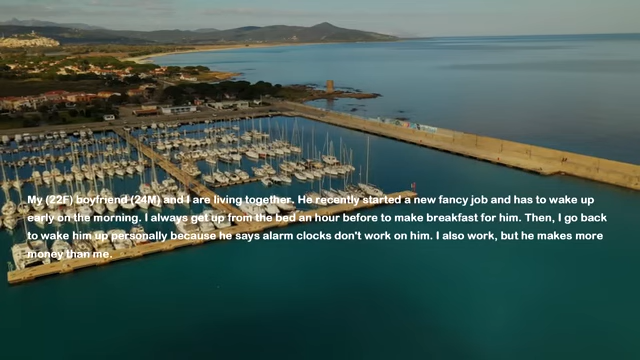 My (22F) boyfriend (24M) and I are living together. He recently started a new fancy job and has to wake up
early on the morning. I always get up from the bed an hour before to make breakfast for him. Then, I go back
to wake him up personally because he says alarm clocks don't work on him. I also work, but he makes more
money than me.